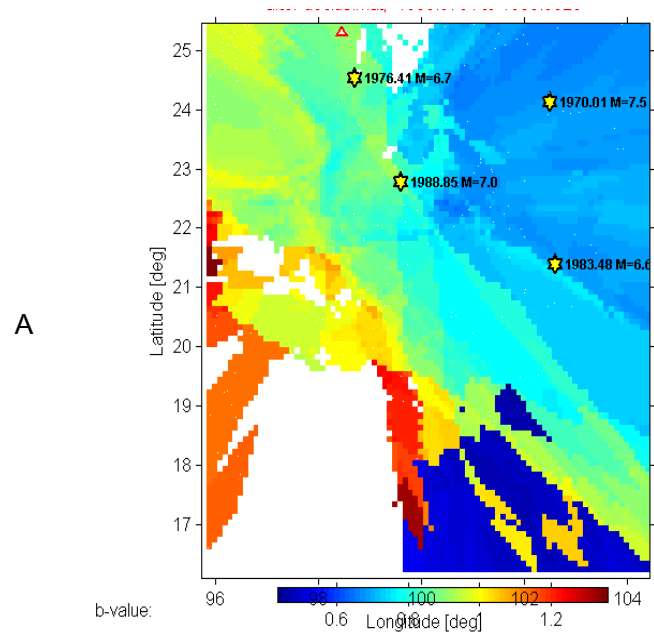 25
1976.41 M=6.7
24
1970.01 M=7.5
23
1988.85 M=7.0
22
1983.48 M=6.6
21
Latitude [deg]
A
20
19
18
17
96 98 100 102 104
b-value:
0.6 0.8 1 1.2
Longitude [deg]